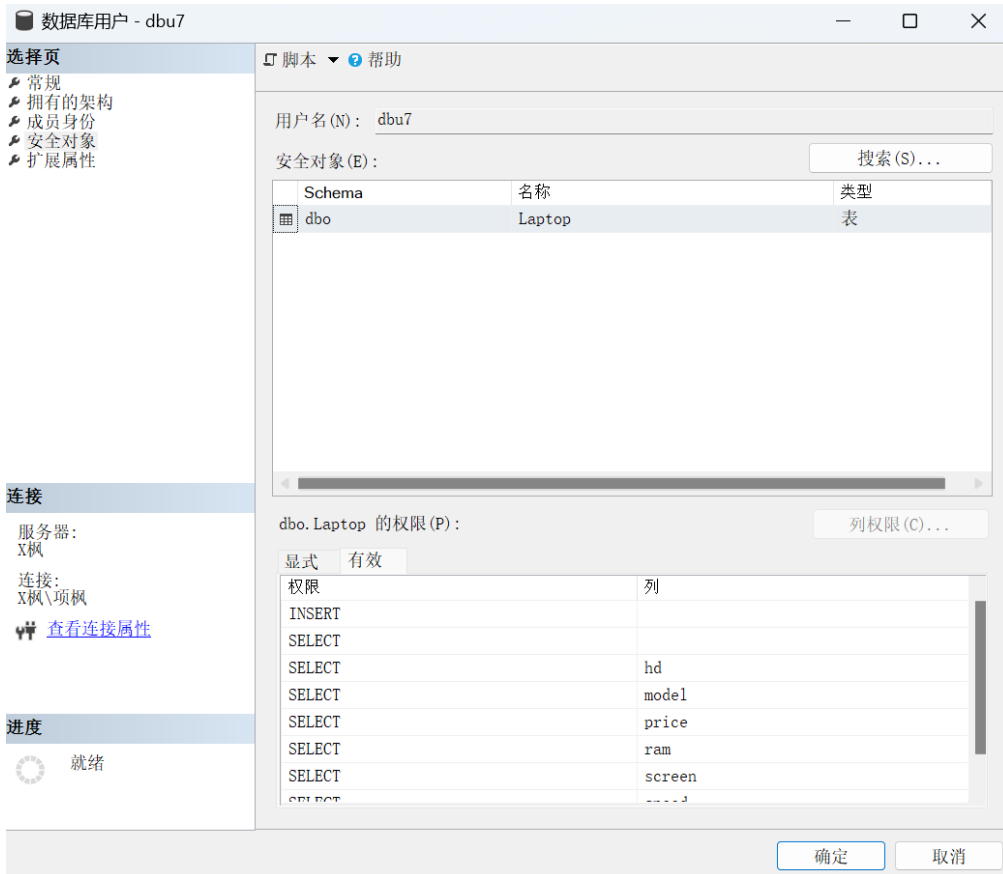 数据库用户 - dbu7
选择页
常规
拥有的架构
成员身份
安全对象
扩展属性
脚本 帮助
用户名(N): dbu7
安全对象(E):
搜索(S)...
Schema 名称 类型
dbo Laptop 表
连接
服务器:
X枫
连接:
X枫\项枫
查看连接属性
进度
就绪
dbo.Laptop 的权限(P):
列权限(C)...
显式 有效
权限 列
INSERT
SELECT
SELECT hd
SELECT model
SELECT price
SELECT ram
SELECT screen
SELECT speed
确定 取消